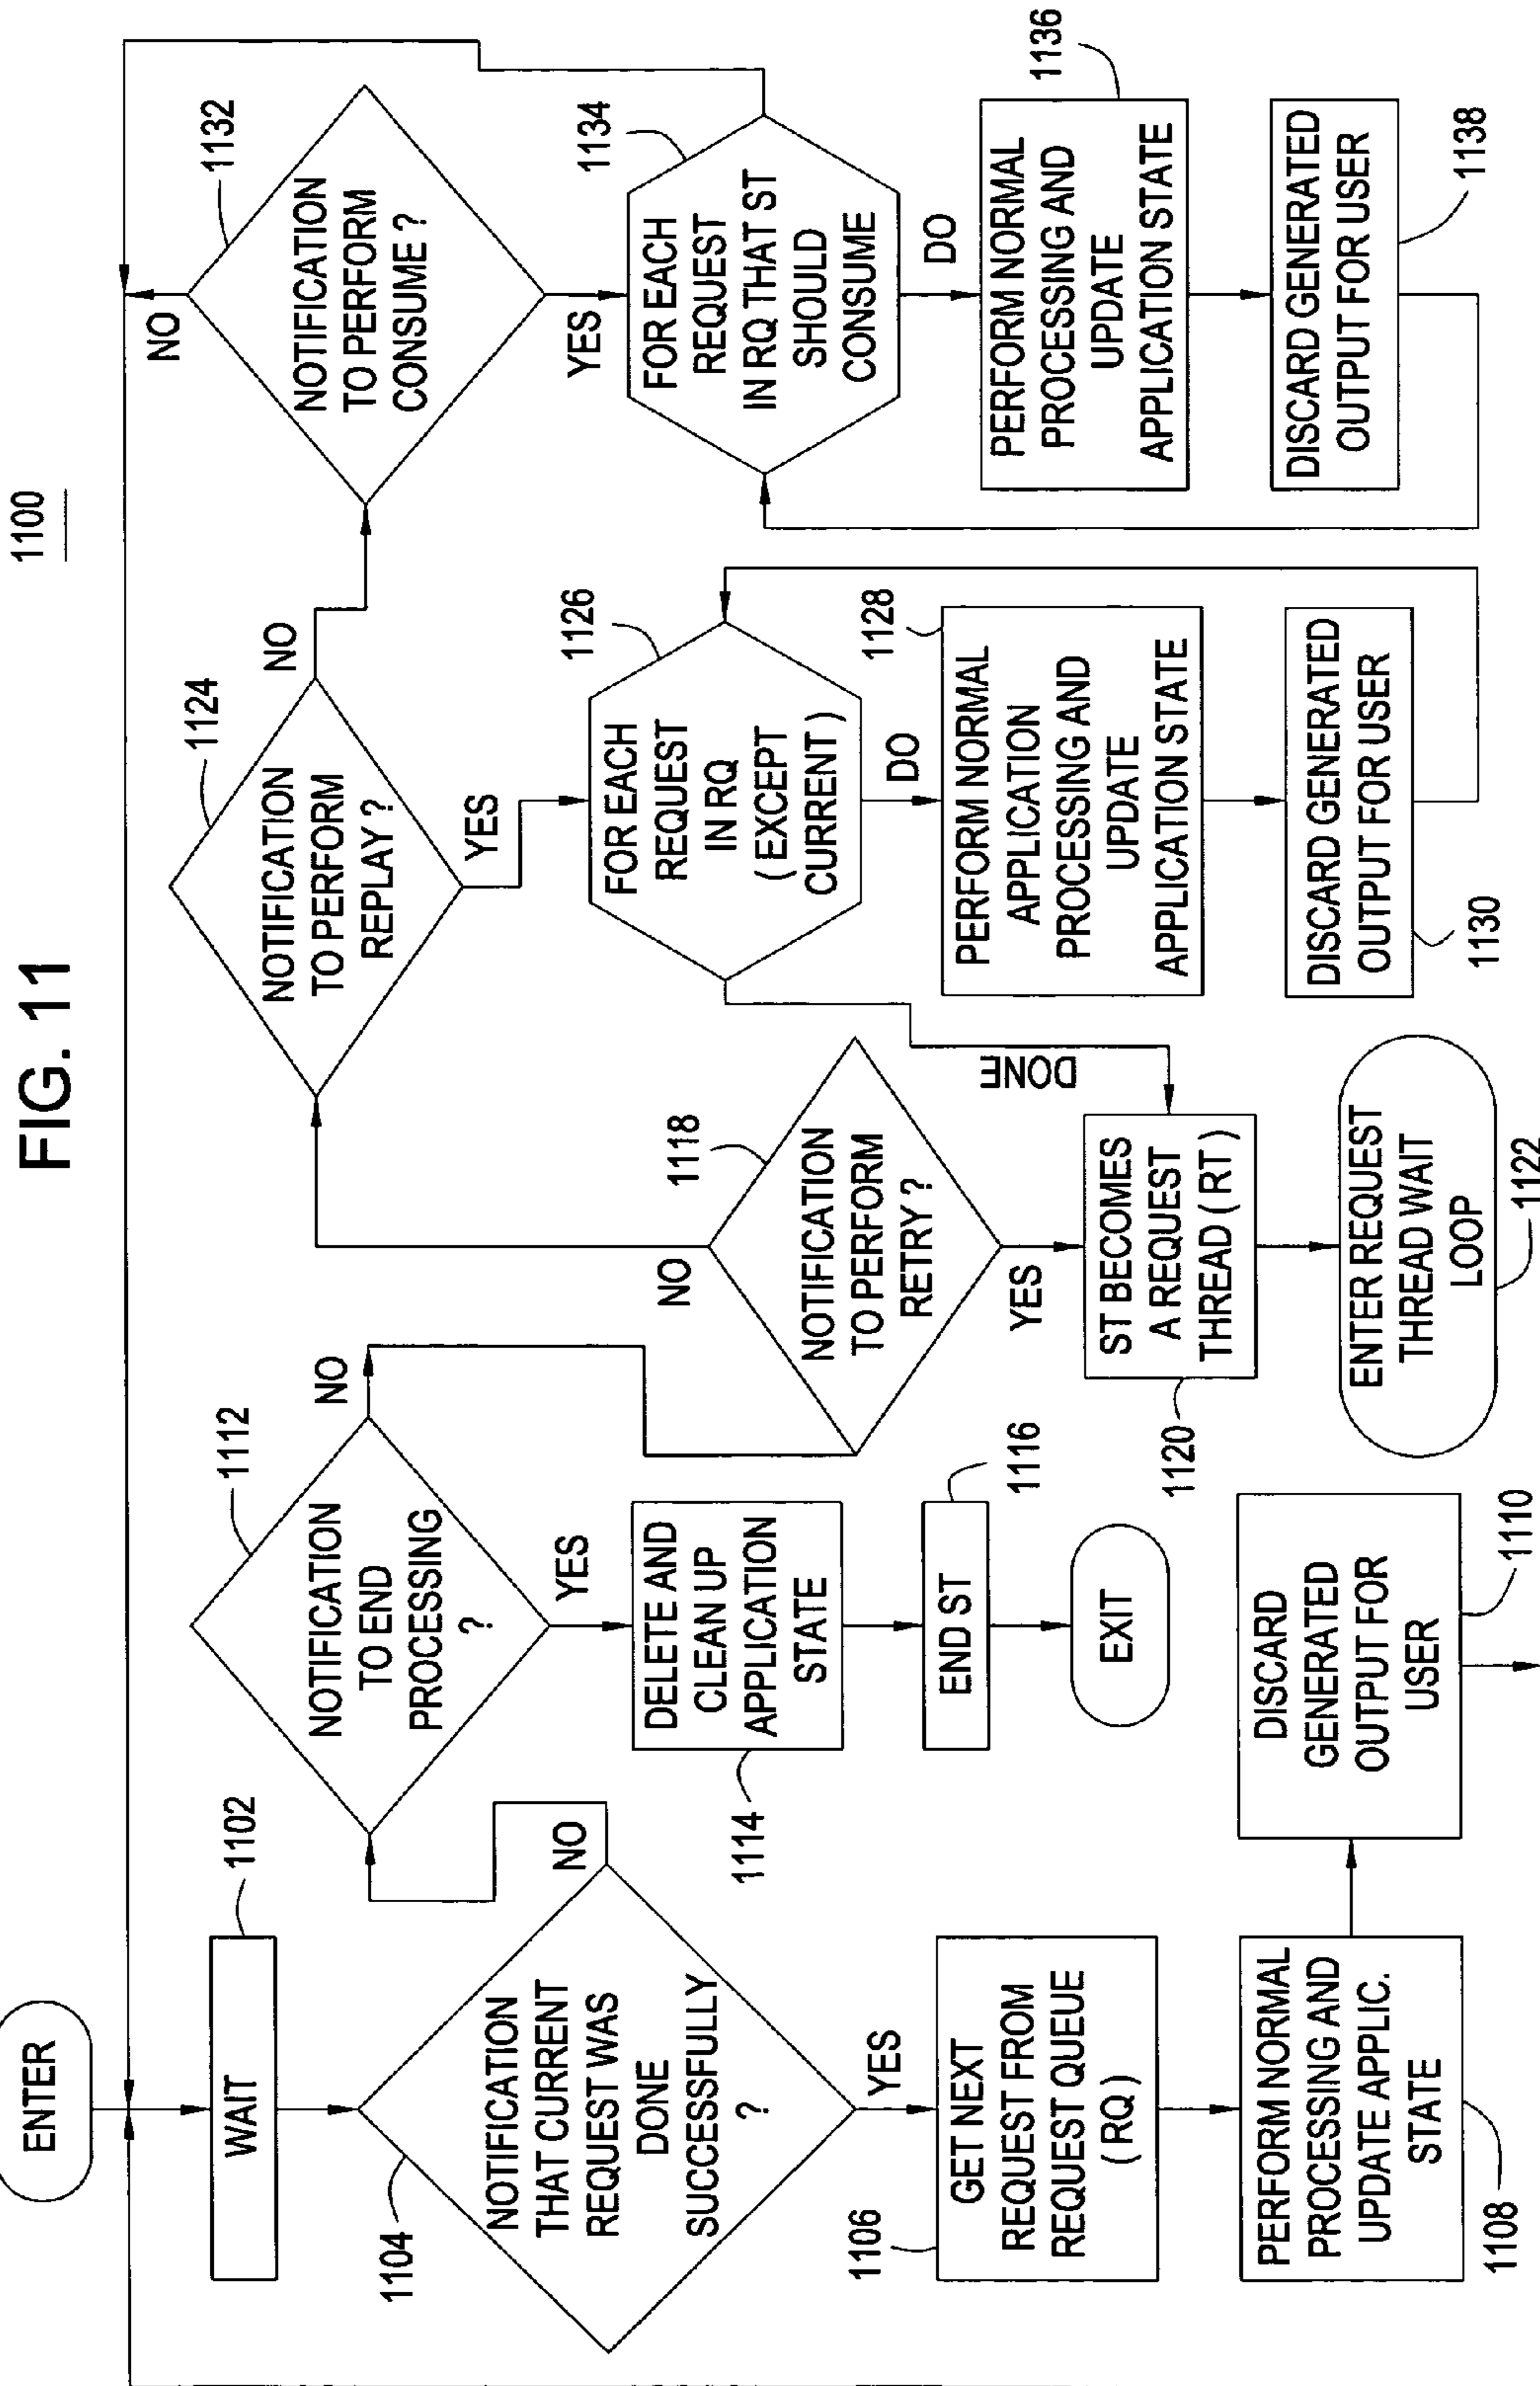 FIG. 11
1100
ENTER
1102
WAIT
1104
NOTIFICATION
THAT CURRENT
REQUEST WAS
DONE
SUCCESSFULLY
?
NO
YES
1106
GET NEXT
REQUEST FROM
REQUEST QUEUE
(RQ)
PERFORM NORMAL
PROCESSING AND
UPDATE APPLIC.
STATE
1108
DISCARD
GENERATED
OUTPUT FOR
USER
1110
1112
NOTIFICATION
TO END
PROCESSING
?
NO
YES
DELETE AND
CLEAN UP
APPLICATION
STATE
1114
1116
END ST
EXIT
1118
NOTIFICATION
TO PERFORM
RETRY ?
NO
YES
ST BECOMES
A REQUEST
THREAD (RT)
1120
ENTER REQUEST
THREAD WAIT
LOOP
1122
1124
NOTIFICATION
TO PERFORM
REPLAY ?
NO
YES
1126
FOR EACH
REQUEST
IN RQ
(EXCEPT
CURRENT)
DONE
DO
1128
PERFORM NORMAL
APPLICATION
PROCESSING AND
UPDATE
APPLICATION STATE
DISCARD GENERATED
OUTPUT FOR USER
1130
1132
NOTIFICATION
TO PERFORM
CONSUME ?
NO
YES
1134
FOR EACH
REQUEST
IN RQ THAT ST
SHOULD
CONSUME
DO
1136
PERFORM NORMAL
PROCESSING AND
UPDATE
APPLICATION STATE
DISCARD GENERATED
OUTPUT FOR USER
1138